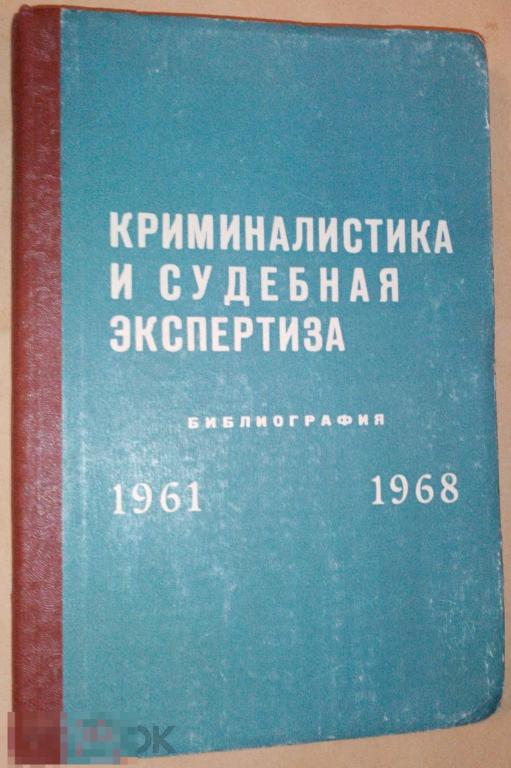 КРИМИНАЛИСТИКА
И СУДЕБНАЯ
ЭКСПЕРТИЗА
БИБЛИОГРАФИЯ
1961 1968